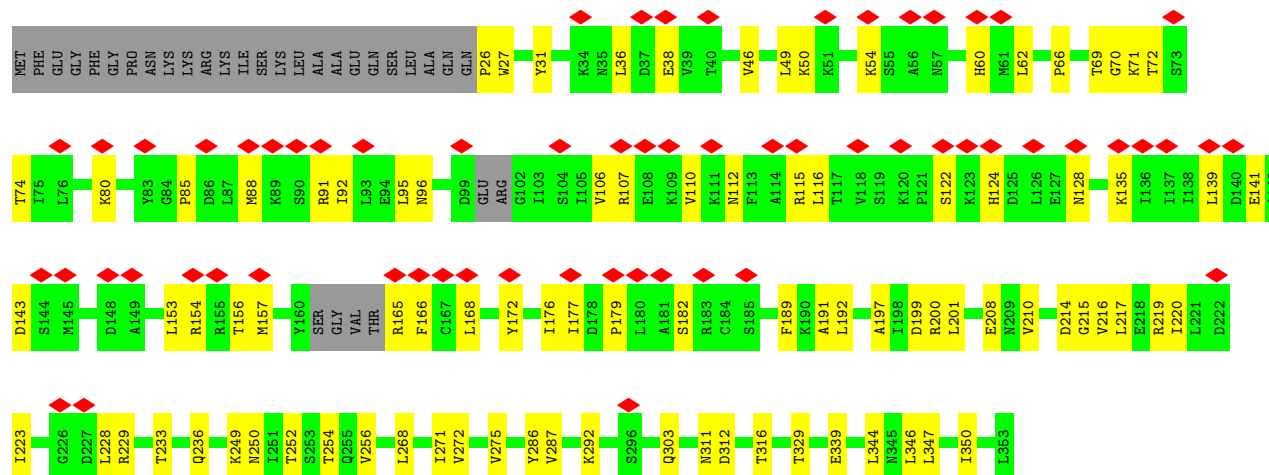 MET PHE GLU GLY PHE GLY PRO ASN LYS LYS ARG LYS ILE SER LYS LEU ALA ALA GLU GLN SER LEU ALA GLN GLN P26 W27 Y31 K34 N35 L36 D37 E38 V39 T40 V46 L49 K50 K51 K54 S55 A56 N57 H60 M61 L62 P66 T69 G70 K71 T72 S73
T74 I75 L76 K80 Y83 G84 P85 D86 L87 M88 K89 S90 R91 I92 L93 E94 L95 N96 D99 GLU ARG G102 I103 S104 I105 V106 R107 E108 K109 V110 K111 N112 F113 A114 R115 L116 T117 V118 S119 K120 P121 S122 K123 H124 D125 L126 E127 N128 K135 I136 I137 I138 L139 D140 E141
D143 S144 M145 D148 A149 L153 R154 R155 T156 M157 Y160 SER GLY VAL THR R165 F166 C167 L168 Y172 I176 I177 D178 P179 L180 A181 S182 R183 C184 S185 F189 K190 A191 L192 A197 I198 D199 R200 L201 E208 N209 V210 D214 G215 V216 L217 E218 R219 I220 L221 D222
I223 G226 D227 L228 R229 T233 Q236 K249 N250 I251 T252 S253 T254 Q255 V256 L268 I271 V272 V275 Y286 V287 K292 S296 Q303 N311 D312 T316 T329 E339 L344 N345 L346 L347 I350 L353